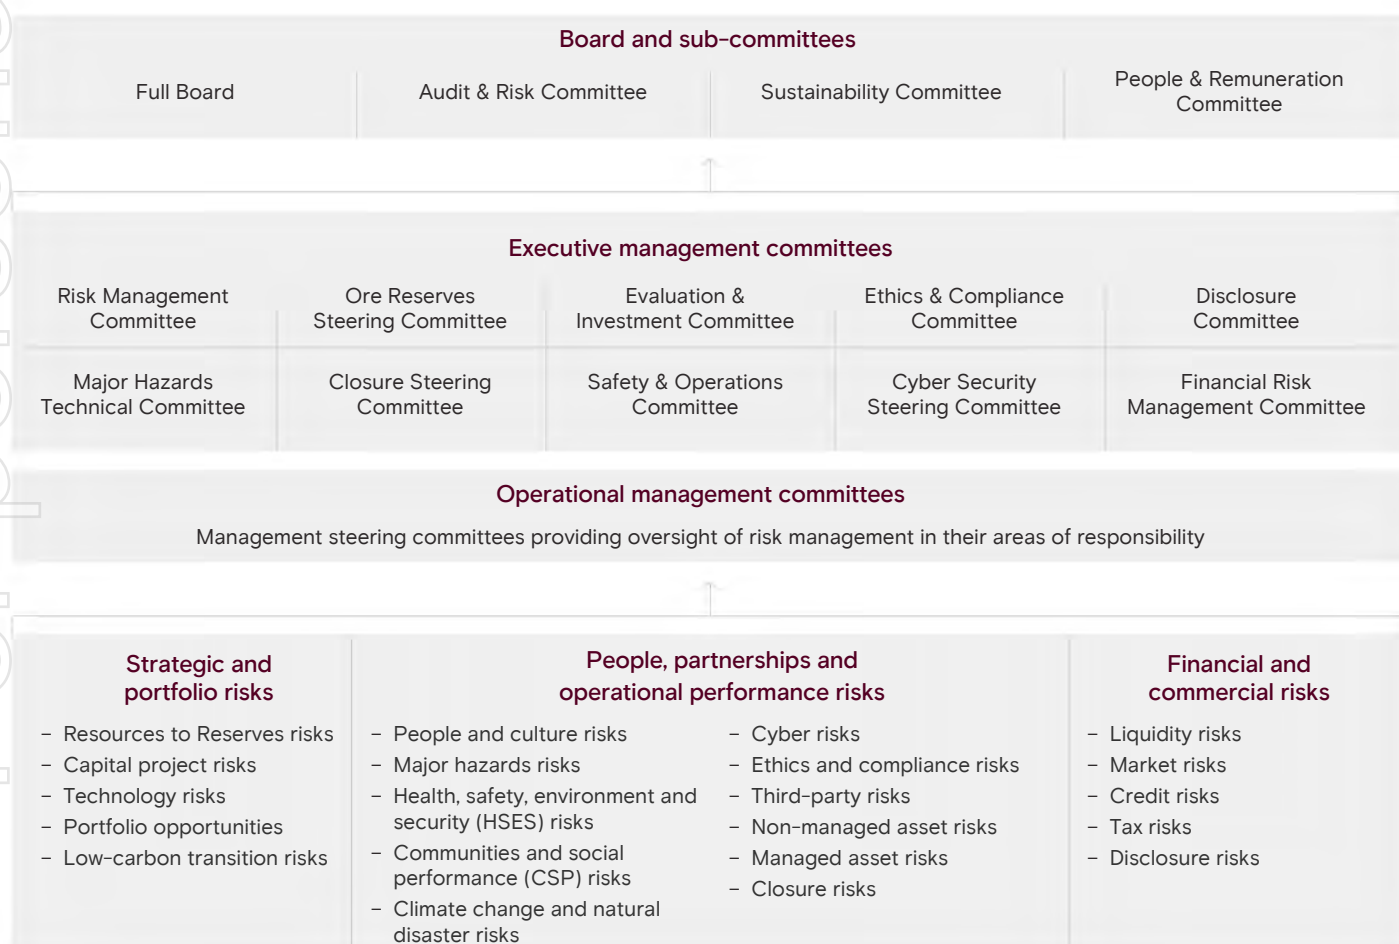 Board and sub-committees
Full Board
Audit & Risk Committee
Sustainability Committee
People & Remuneration
Committee
Executive management committees
Risk Management
Committee
Ore Reserves
Steering Committee
Evaluation &
Investment Committee
Ethics & Compliance
Committee
Disclosure
Committee
Major Hazards
Technical Committee
Closure Steering
Committee
Safety & Operations
Committee
Cyber Security
Steering Committee
Financial Risk
Management Committee
Operational management committees
Management steering committees providing oversight of risk management in their areas of responsibility
Strategic and
portfolio risks
– Resources to Reserves risks
– Capital project risks
– Technology risks
– Portfolio opportunities
– Low-carbon transition risks
People, partnerships and
operational performance risks
– People and culture risks
– Major hazards risks
– Health, safety, environment and
security (HSES) risks
– Communities and social
performance (CSP) risks
– Climate change and natural
disaster risks
– Cyber risks
– Ethics and compliance risks
– Third-party risks
– Non-managed asset risks
– Managed asset risks
– Closure risks
Financial and
commercial risks
– Liquidity risks
– Market risks
– Credit risks
– Tax risks
– Disclosure risks